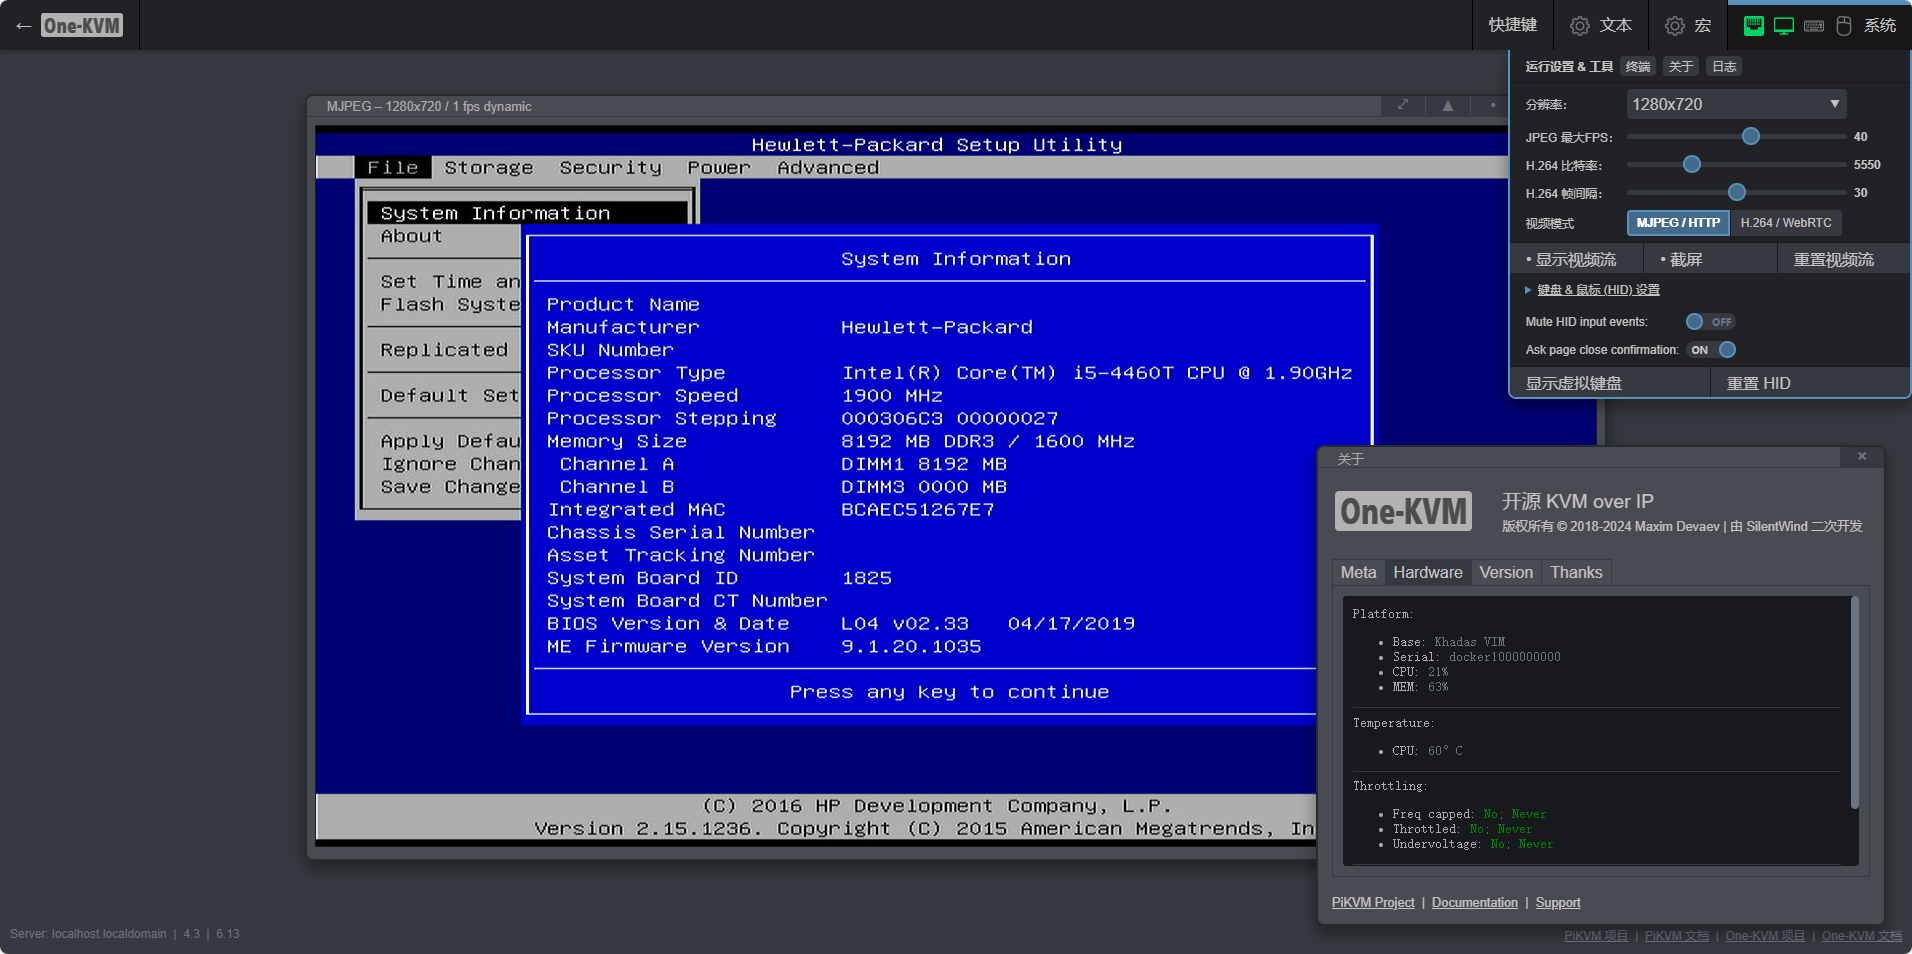 ← One-KVM
快捷键
文本
宏
系统
MJPEG – 1280x720 / 1 fps dynamic
Hewlett-Packard Setup Utility
File Storage Security Power Advanced
System Information
About
Set Time an
Flash Syste
Replicated
Default Set
Apply Defau
Ignore Chan
Save Change
System Information
Product Name
Manufacturer Hewlett-Packard
SKU Number
Processor Type Intel(R) Core(TM) i5-4460T CPU @ 1.90GHz
Processor Speed 1900 MHz
Processor Stepping 000306C3 00000027
Memory Size 8192 MB DDR3 / 1600 MHz
Channel A DIMM1 8192 MB
Channel B DIMM3 0000 MB
Integrated MAC BCAEC51267E7
Chassis Serial Number
Asset Tracking Number
System Board ID 1825
System Board CT Number
BIOS Version & Date L04 v02.33 04/17/2019
ME Firmware Version 9.1.20.1035
Press any key to continue
(C) 2016 HP Development Company, L.P.
Version 2.15.1236. Copyright (C) 2015 American Megatrends, In
运行设置 & 工具 终端 关于 日志
分辨率: 1280x720
JPEG 最大FPS: 40
H.264 比特率: 5550
H.264 帧间隔: 30
视频模式 MJPEG / HTTP H.264 / WebRTC
• 显示视频流 • 截屏 重置视频流
键盘 & 鼠标 (HID) 设置
Mute HID input events: OFF
Ask page close confirmation: ON
显示虚拟键盘 重置 HID
关于
One-KVM
开源 KVM over IP
版权所有 © 2018-2024 Maxim Devaev | 由 SilentWind 二次开发
Meta Hardware Version Thanks
Platform:
• Base: Khadas VIM
• Serial: docker1000000000
• CPU: 21%
• MEM: 63%
Temperature:
• CPU: 60°C
Throttling:
• Freq capped: No; Never
• Throttled: No; Never
• Undervoltage: No; Never
PiKVM Project | Documentation | Support
Server: localhost.localdomain | 4.3 | 6.13
PiKVM 项目 | PiKVM 文档 | One-KVM 项目 | One-KVM 文档